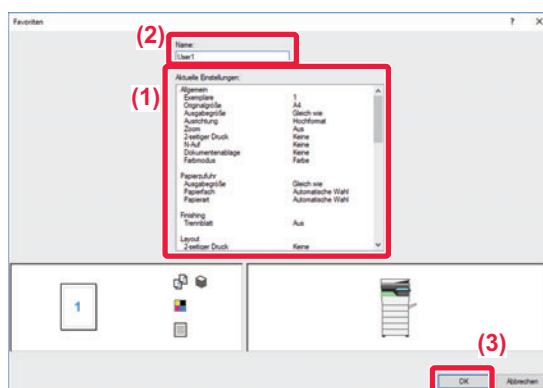 Favoriten ? X
(2)
Name:
User1
(1)
Aktuelle Einstellungen:
Allgemein
Exemplare 1
Originalgröße A4
Ausgabegröße Gleich wie
Ausrichtung Hochformat
Zoom Aus
2-seitiger Druck Keine
N-Auf Keine
Dokumentenablage Keine
Farbmodus Farbe
Papierzufuhr
Ausgabegröße Gleich wie
Papierfach Automatische Wahl
Papierart Automatische Wahl
Finishing
Trennblatt Aus
Layout
2-seitiger Druck Keine
1
(3)
OK Abbrechen